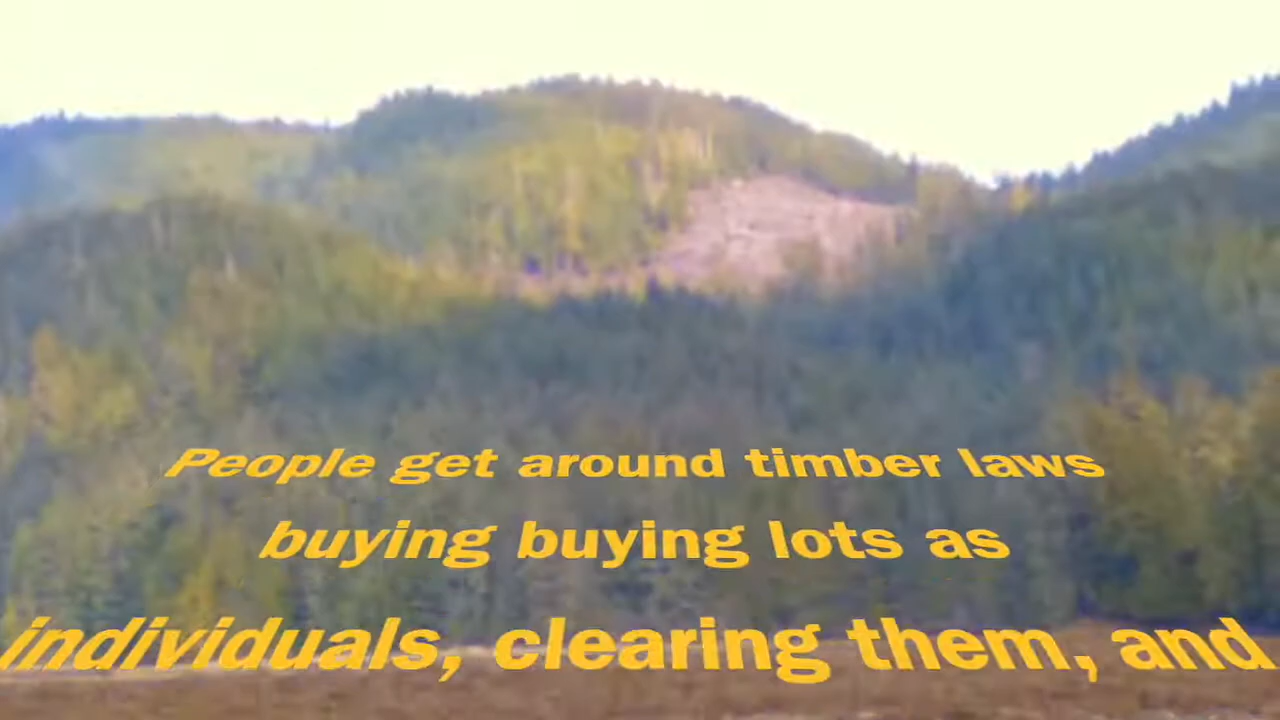 People get around timber laws
buying buying lots as
individuals, clearing them, and